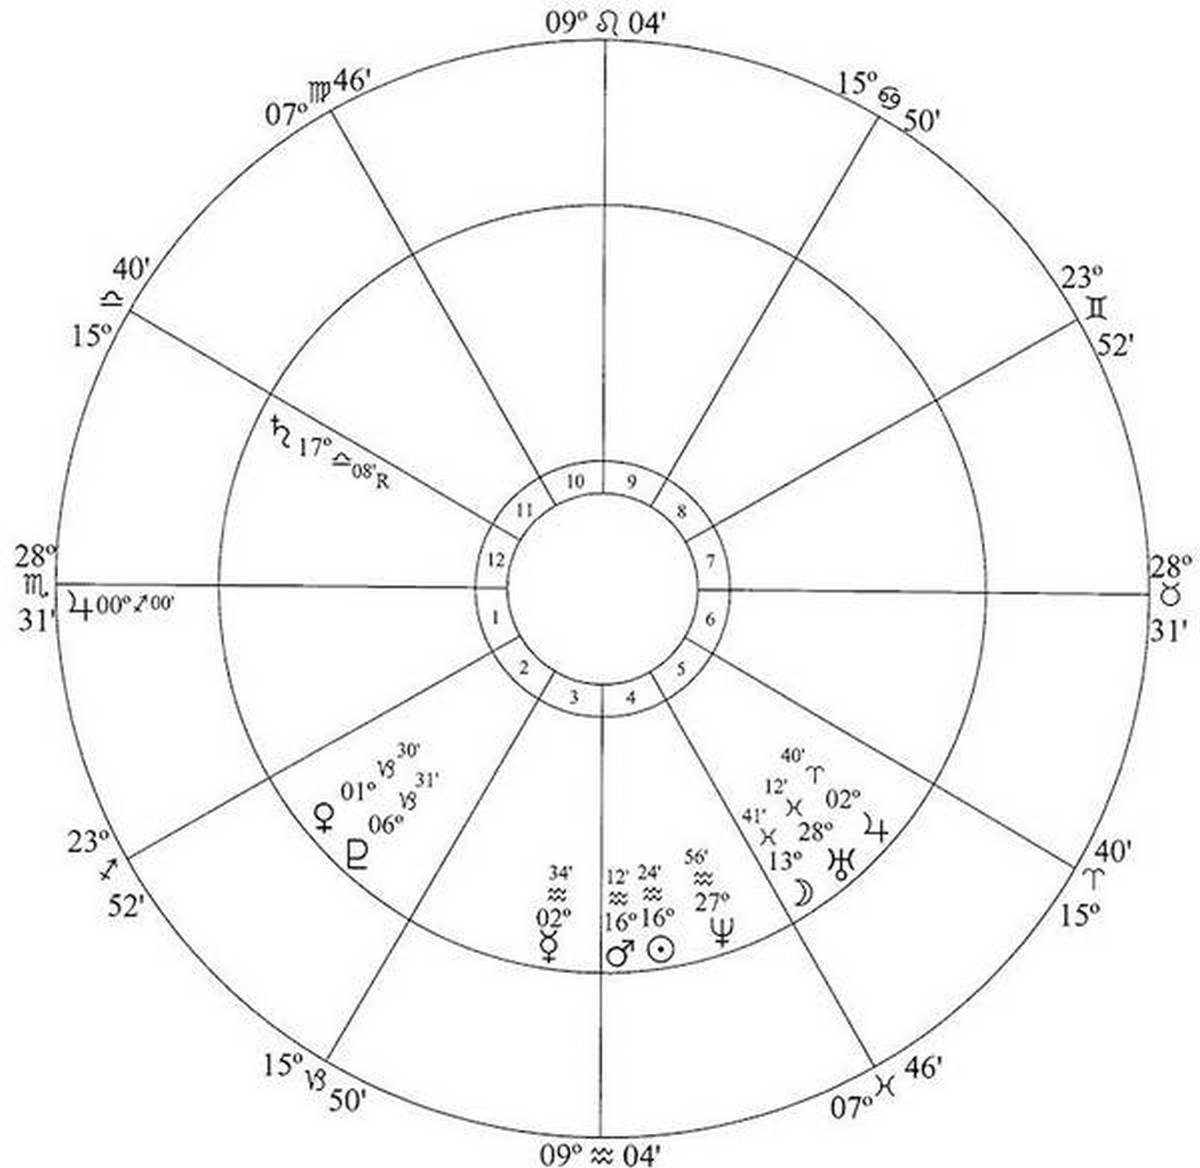 09º ♌ 04'
07º ♍ 46'
15º ♋ 50'
40'
♎
15º
23º
♊
52'
♄ 17º ♎ 08' R
10
9
11
8
12
7
28º
♏
31'
♃ 00º ♐ 00'
28º
♉
31'
1
6
2
5
3
4
♀ 01º ♑ 30'
♇ 06º ♑ 31'
☿ 02º ♒ 34'
♂ 16º ♒ 12'
☉ 16º ♒ 24'
♆ 27º ♒ 56'
☽ 13º ♓ 41'
♅ 28º ♓ 12'
♃ 02º ♈ 40'
23º
♐
52'
40'
♈
15º
15º ♑ 50'
07º ♓ 46'
09º ♒ 04'